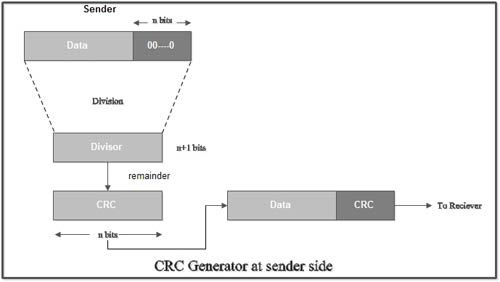 Sender
n bits
Data 00----0
Division
Divisor n+1 bits
remainder
CRC Data CRC To Reciever
n bits
CRC Generator at sender side